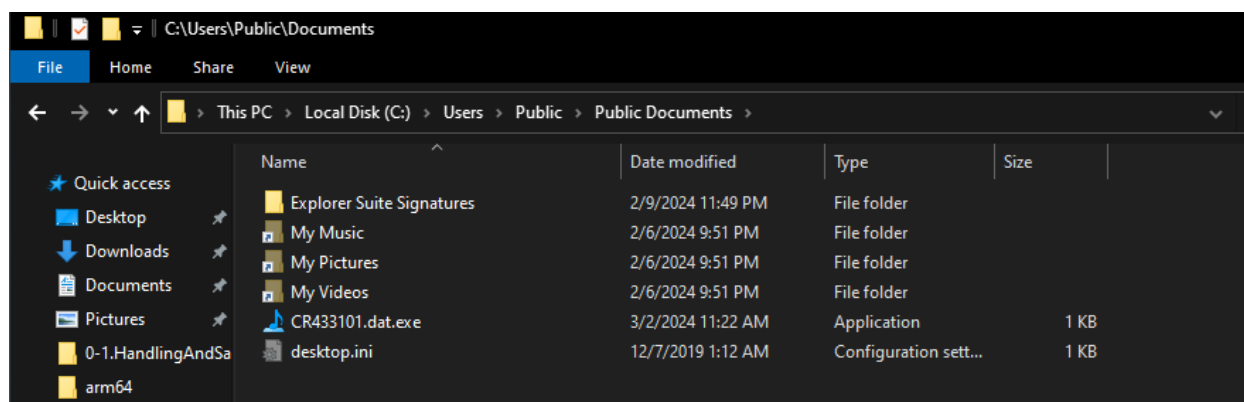 C:\Users\Public\Documents
File Home Share View
This PC > Local Disk (C:) > Users > Public > Public Documents >
Name Date modified Type Size
Quick access
Explorer Suite Signatures 2/9/2024 11:49 PM File folder
Desktop
My Music 2/6/2024 9:51 PM File folder
Downloads
My Pictures 2/6/2024 9:51 PM File folder
Documents
My Videos 2/6/2024 9:51 PM File folder
Pictures
CR433101.dat.exe 3/2/2024 11:22 AM Application 1 KB
0-1.HandlingAndSa
desktop.ini 12/7/2019 1:12 AM Configuration sett... 1 KB
arm64